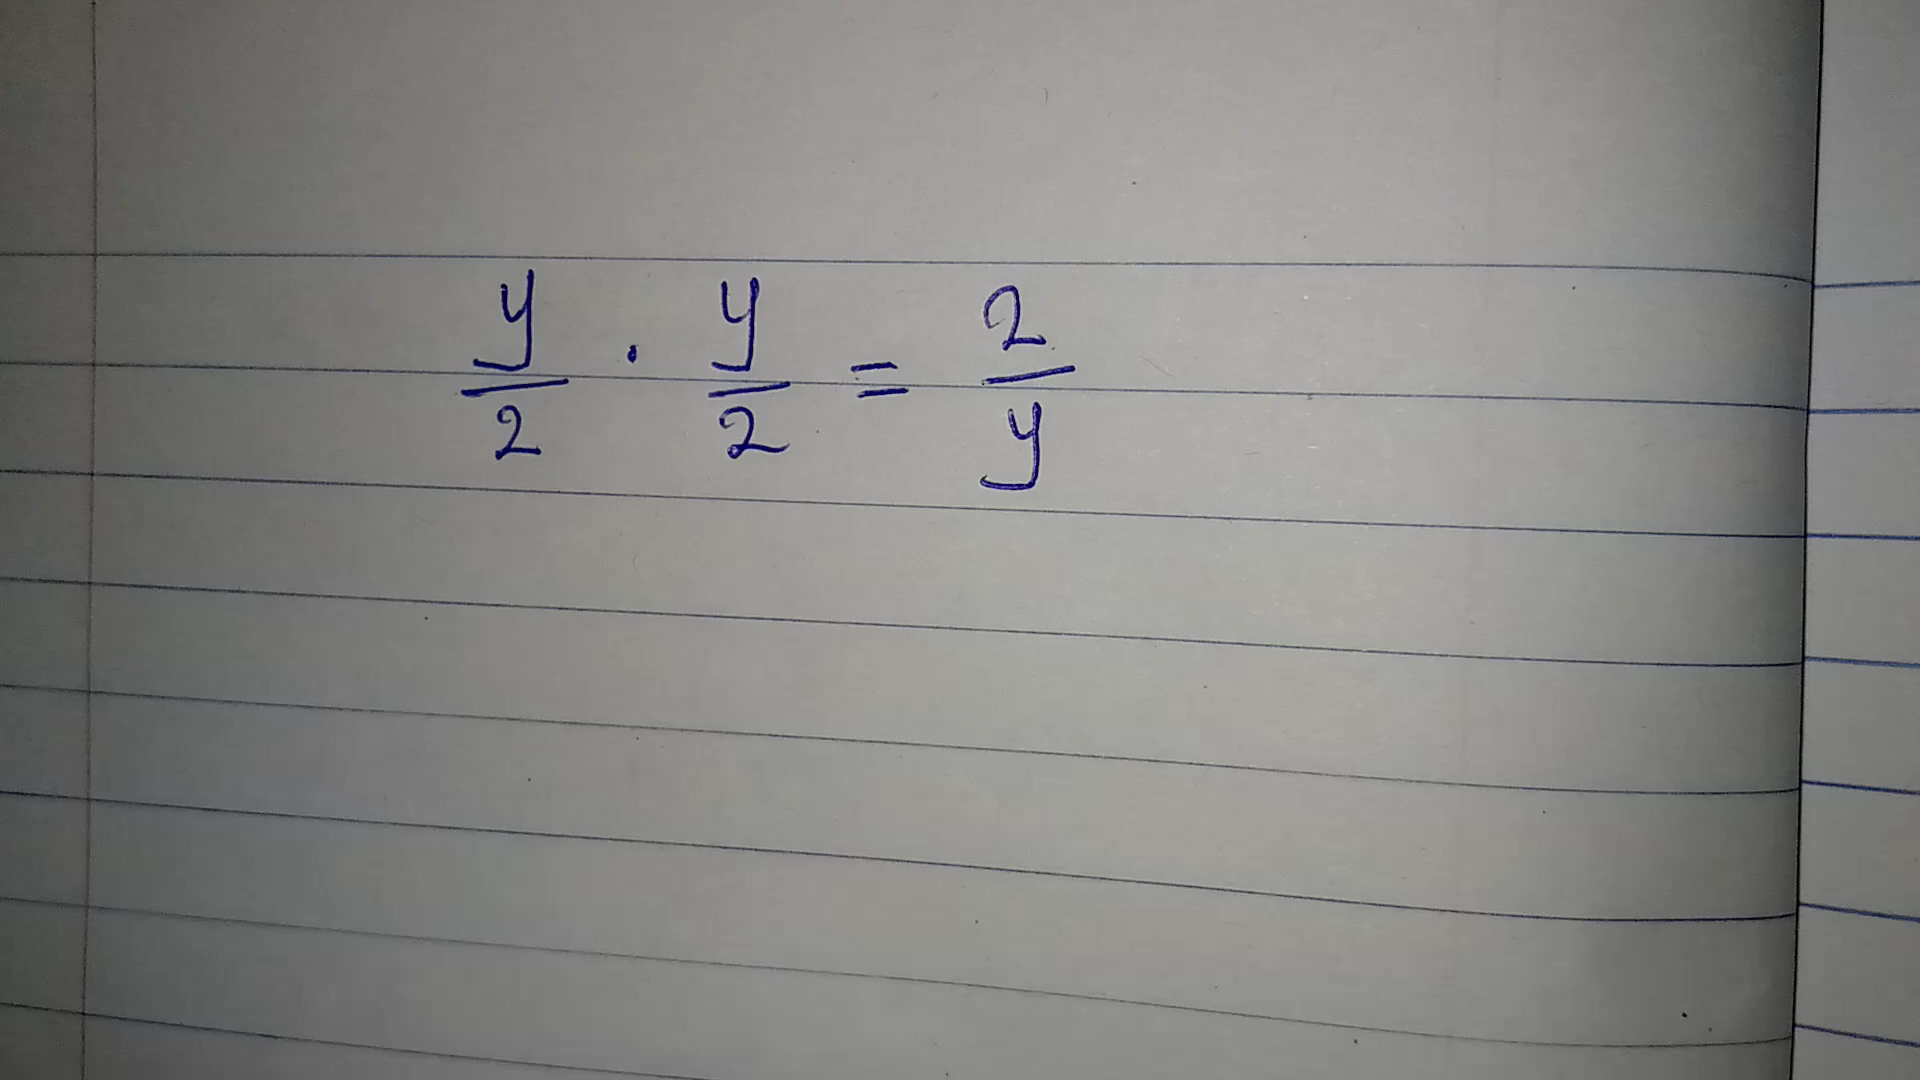 y/2 · y/2 = 2/y